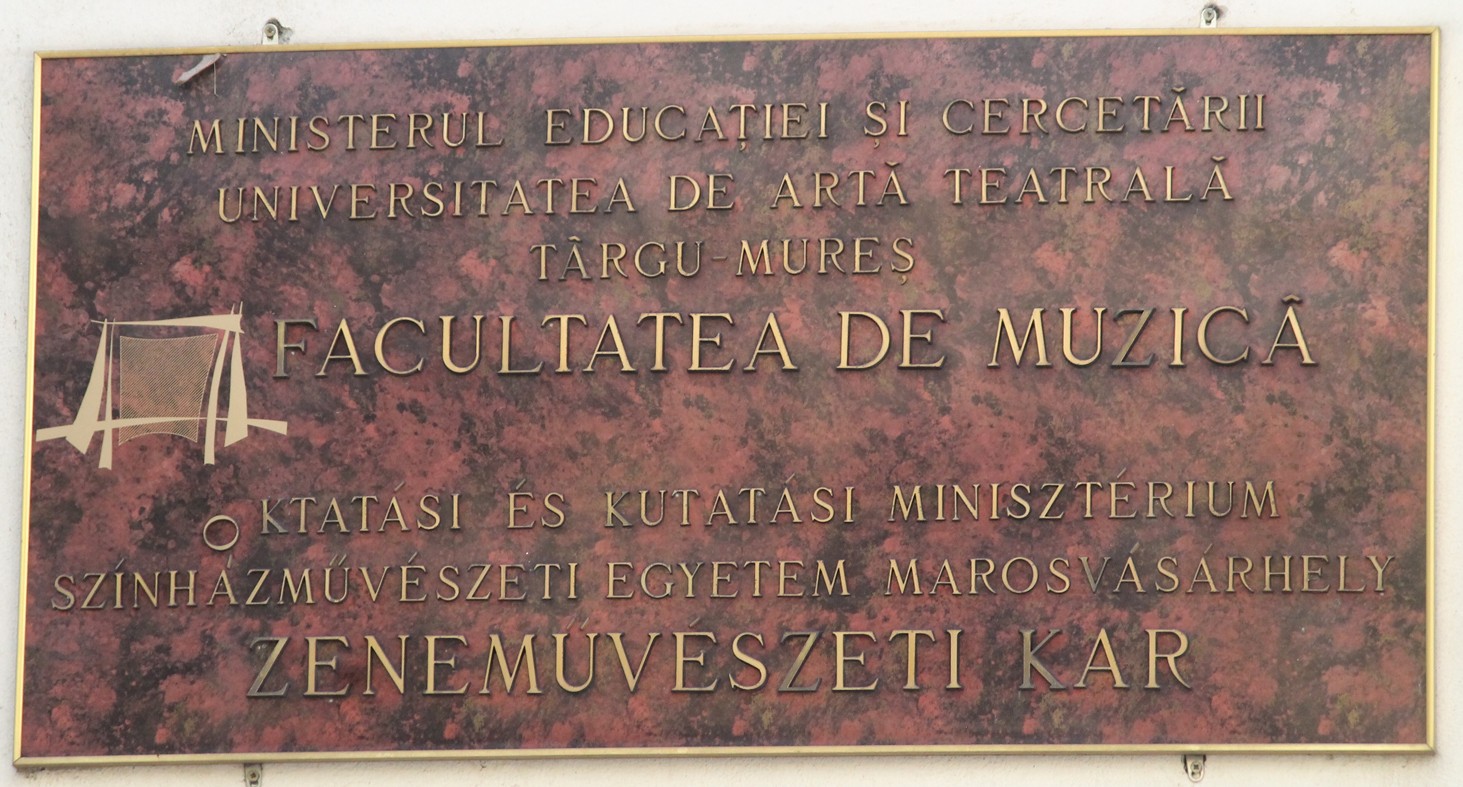 MINISTERUL EDUCAȚIEI ȘI CERCETĂRII
UNIVERSITATEA DE ARTĂ TEATRALĂ
TÂRGU-MUREȘ
FACULTATEA DE MUZICÂ
OKTATÁSI ÉS KUTATÁSI MINISZTÉRIUM
SZÍNHÁZMŰVÉSZETI EGYETEM MAROSVÁSÁRHELY
ZENEMŰVÉSZETI KAR